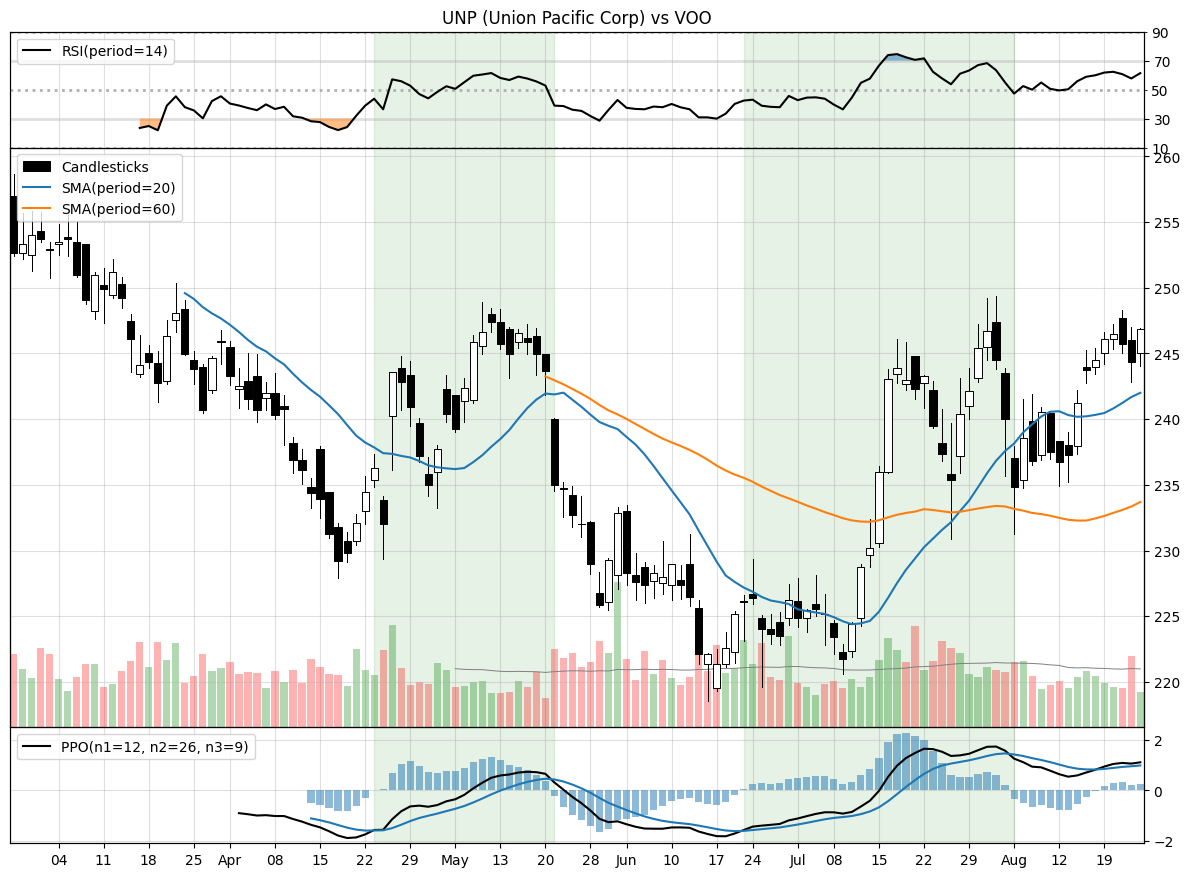 UNP (Union Pacific Corp) vs VOO
RSI(period=14)
90
70
50
30
10
Candlesticks
SMA(period=20)
SMA(period=60)
260
255
250
245
240
235
230
225
220
PPO(n1=12, n2=26, n3=9)
2
0
−2
04 11 18 25 Apr 08 15 22 29 May 13 20 28 Jun 10 17 24 Jul 08 15 22 29 Aug 12 19